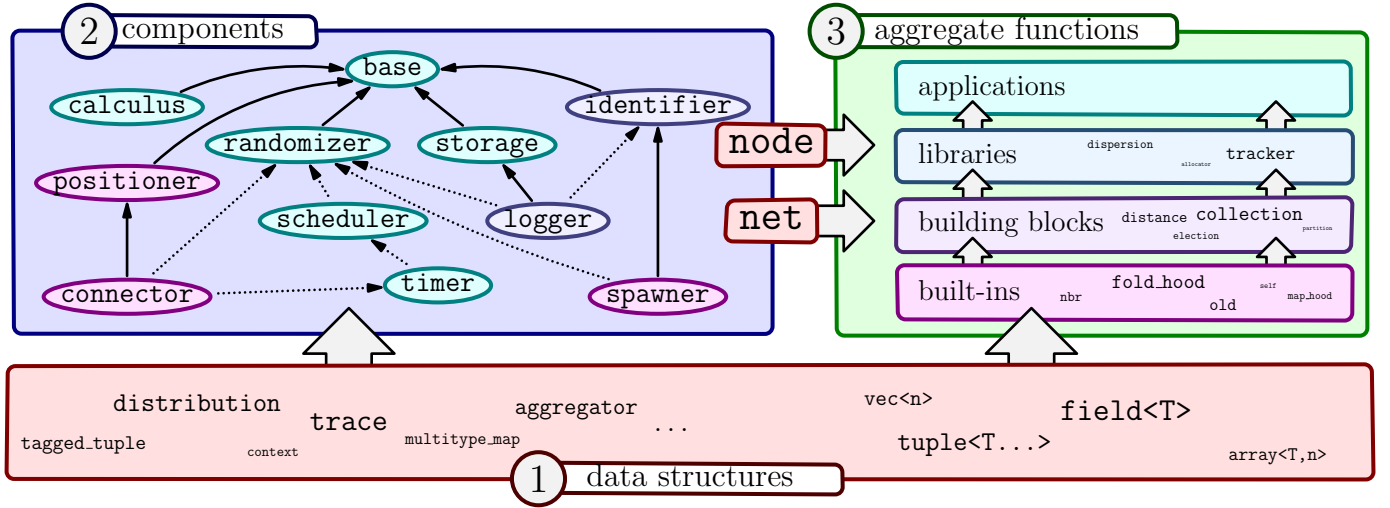 2 components
base
calculus
identifier
randomizer
storage
positioner
scheduler
logger
connector
timer
spawner
node
net
3 aggregate functions
applications
libraries
dispersion
allocator
tracker
building blocks
distance
collection
election
partition
built-ins
nbr
fold_hood
old
self
map_hood
distribution
trace
aggregator
...
vec<n>
field<T>
tagged_tuple
context
multitype_map
tuple<T...>
array<T,n>
1 data structures